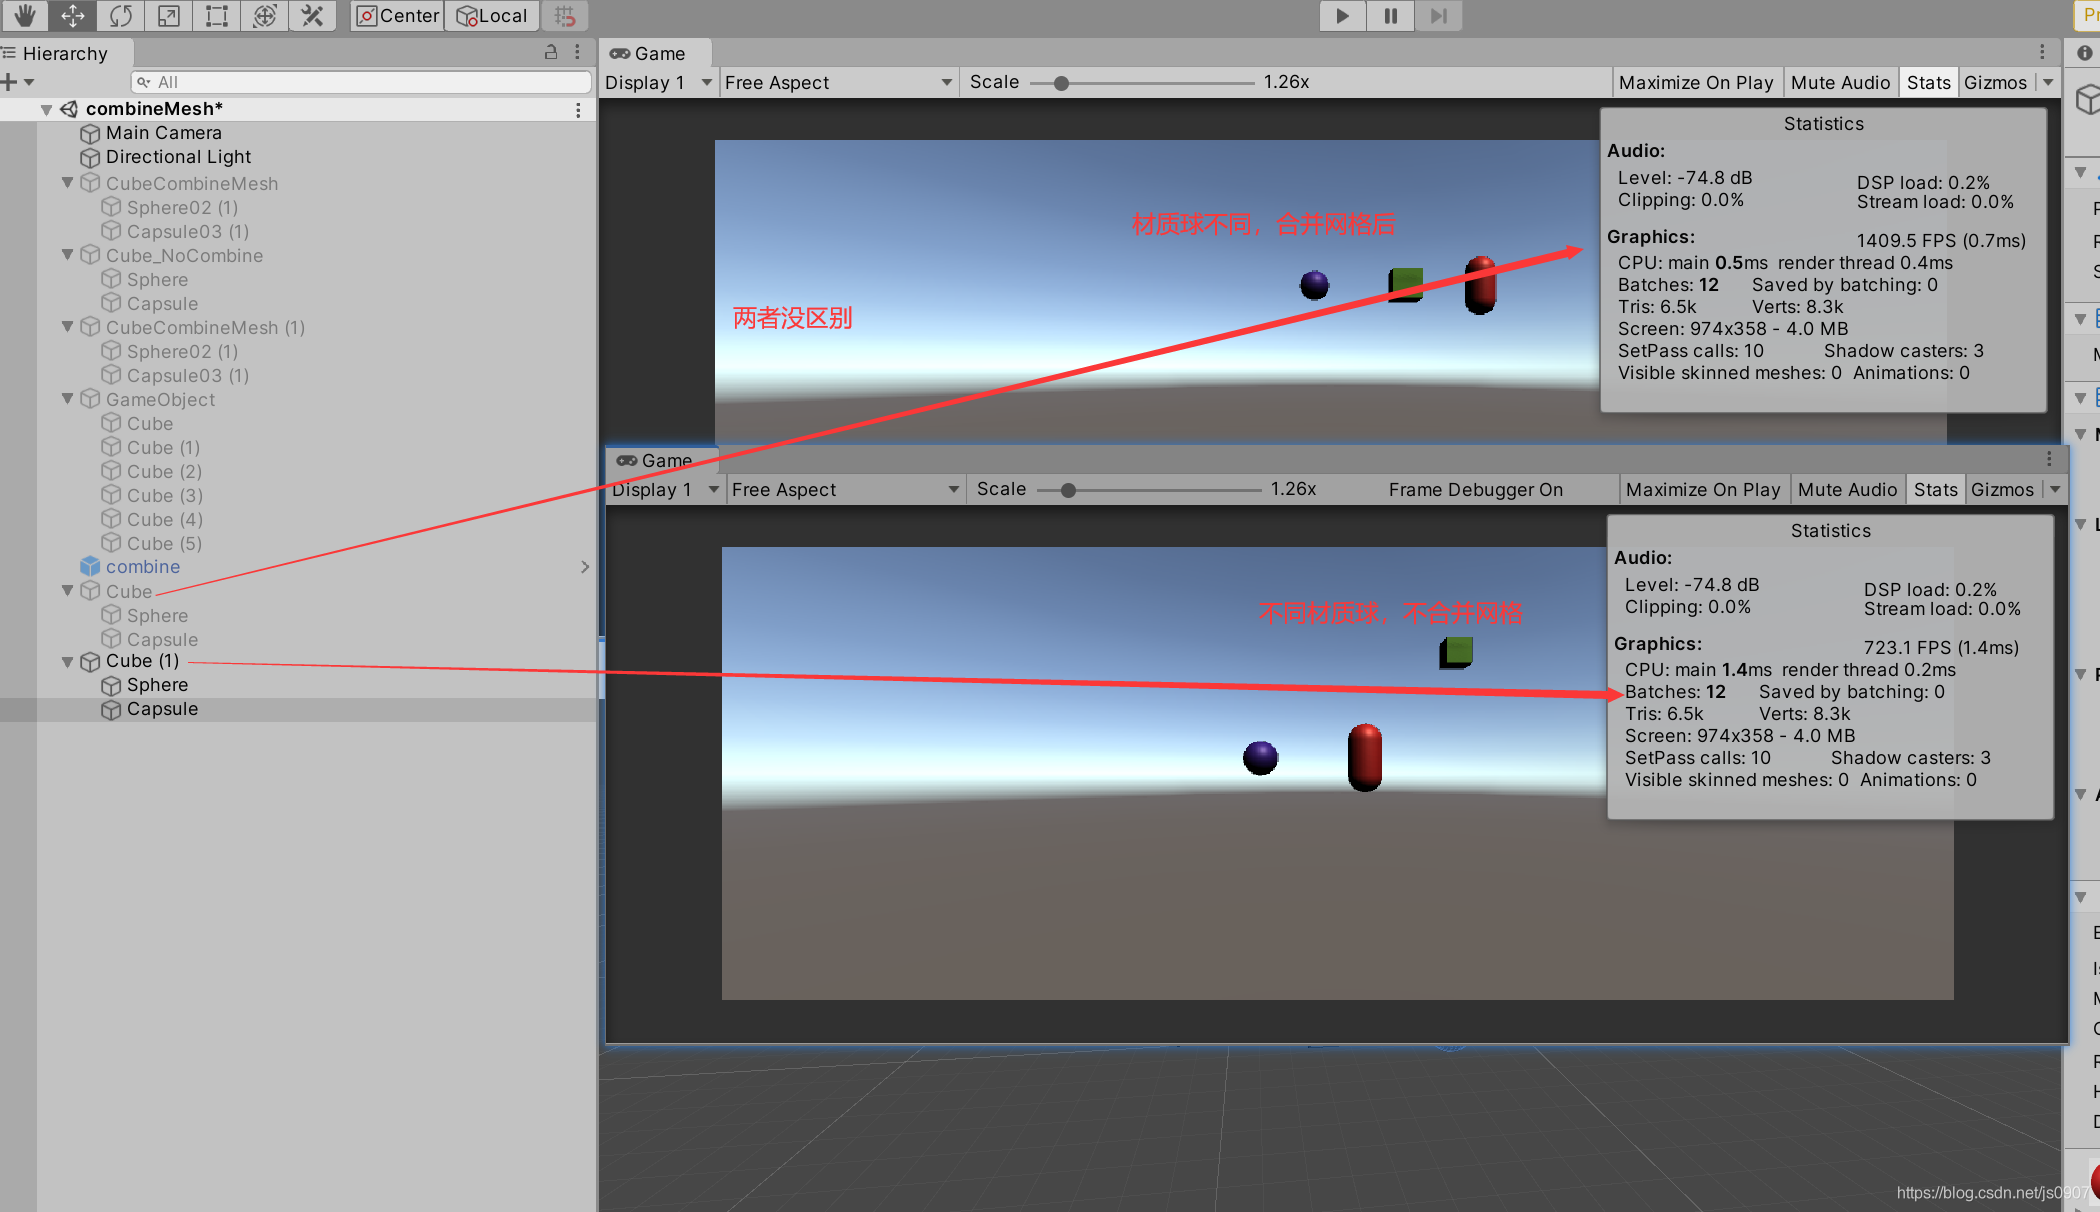 Center
Local
Pr
Hierarchy
All
combineMesh*
Main Camera
Directional Light
CubeCombineMesh
Sphere02 (1)
Capsule03 (1)
Cube_NoCombine
Sphere
Capsule
CubeCombineMesh (1)
Sphere02 (1)
Capsule03 (1)
GameObject
Cube
Cube (1)
Cube (2)
Cube (3)
Cube (4)
Cube (5)
combine
Cube
Sphere
Capsule
Cube (1)
Sphere
Capsule
Game
Display 1 Free Aspect Scale 1.26x Maximize On Play Mute Audio Stats Gizmos
Statistics
Audio:
Level: -74.8 dB DSP load: 0.2%
Clipping: 0.0% Stream load: 0.0%
Graphics: 1409.5 FPS (0.7ms)
CPU: main 0.5ms render thread 0.4ms
Batches: 12 Saved by batching: 0
Tris: 6.5k Verts: 8.3k
Screen: 974x358 - 4.0 MB
SetPass calls: 10 Shadow casters: 3
Visible skinned meshes: 0 Animations: 0
材质球不同，合并网格后
两者没区别
Game
Display 1 Free Aspect Scale 1.26x Frame Debugger On Maximize On Play Mute Audio Stats Gizmos
Statistics
Audio:
Level: -74.8 dB DSP load: 0.2%
Clipping: 0.0% Stream load: 0.0%
Graphics: 723.1 FPS (1.4ms)
CPU: main 1.4ms render thread 0.2ms
Batches: 12 Saved by batching: 0
Tris: 6.5k Verts: 8.3k
Screen: 974x358 - 4.0 MB
SetPass calls: 10 Shadow casters: 3
Visible skinned meshes: 0 Animations: 0
不同材质球，不合并网格
https://blog.csdn.net/js0907